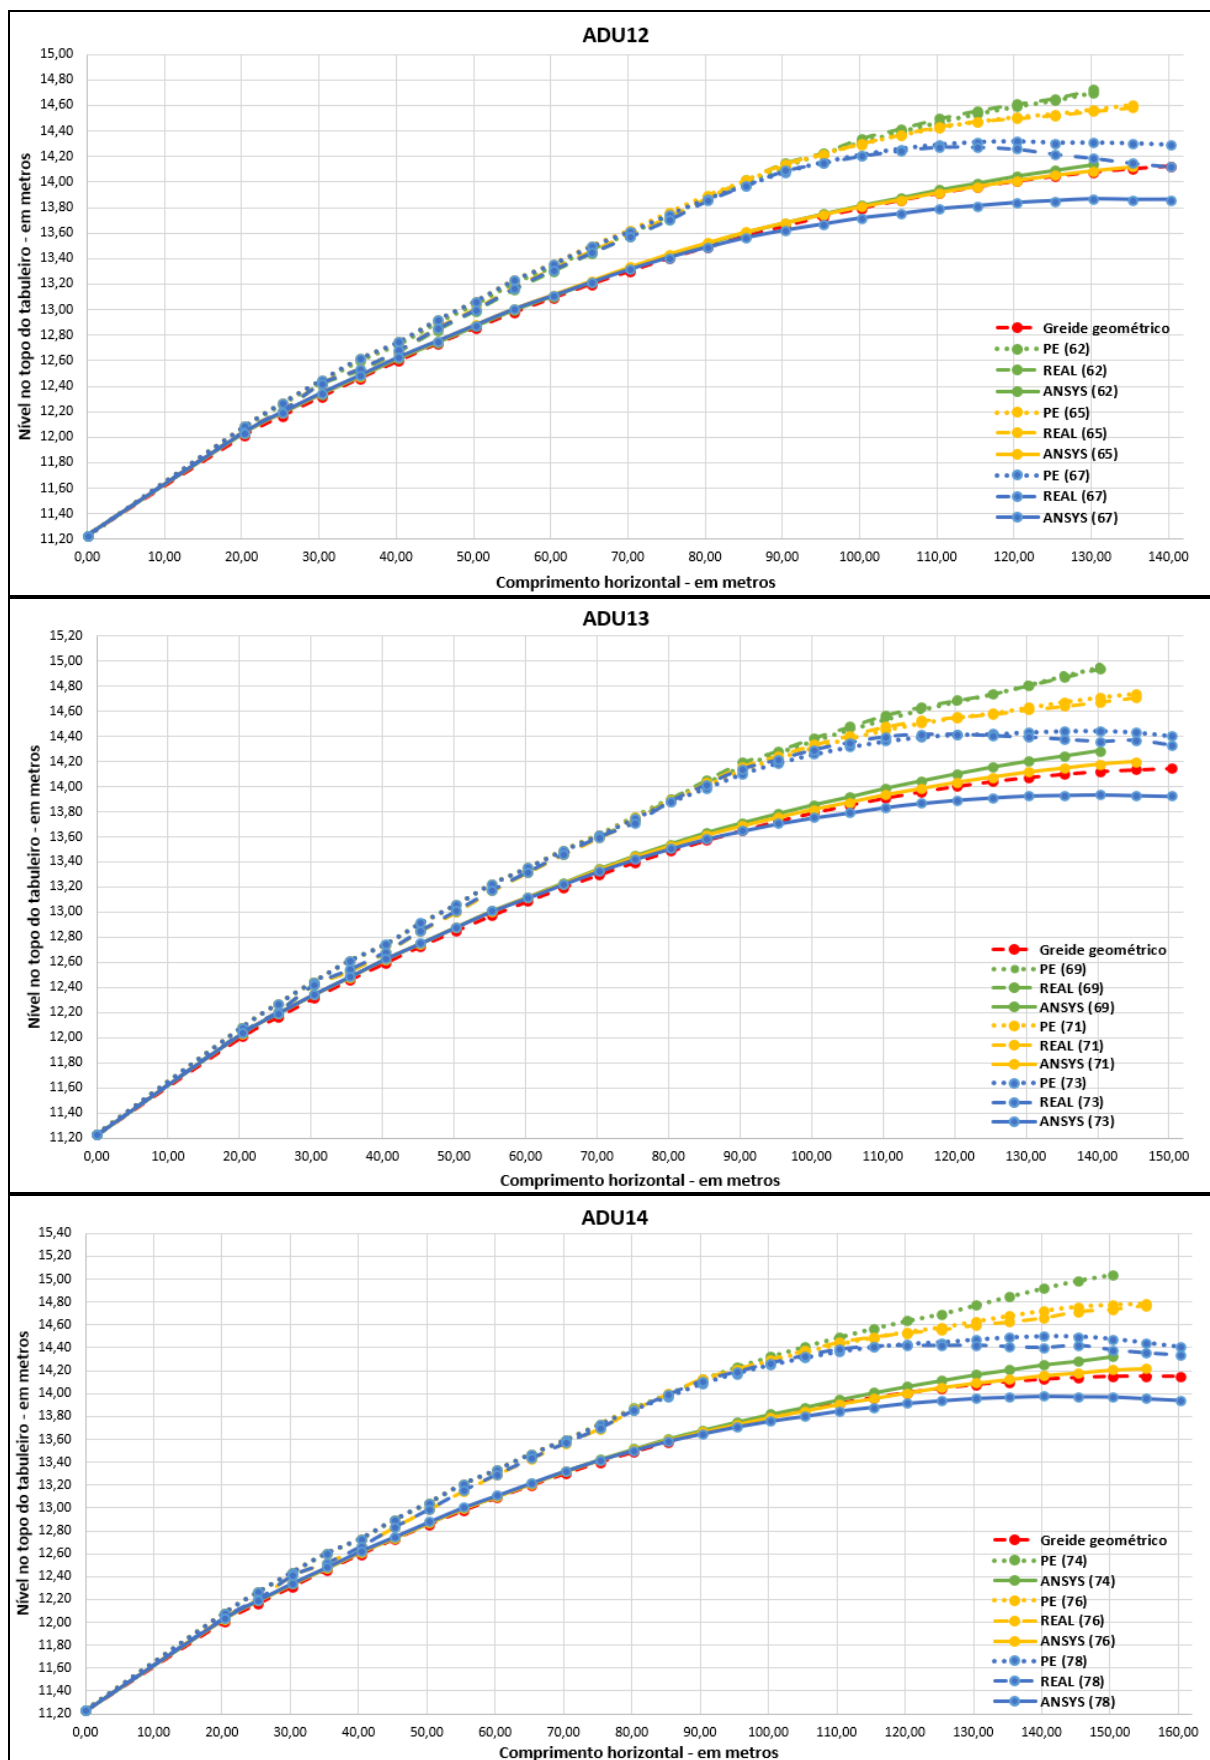 ADU12
15,00
14,80
14,60
14,40
14,20
14,00
13,80
13,60
13,40
13,20
13,00
12,80
12,60
12,40
12,20
12,00
11,80
11,60
11,40
11,20
Nível no topo do tabuleiro - em metros
Greide geométrico
PE (62)
REAL (62)
ANSYS (62)
PE (65)
REAL (65)
ANSYS (65)
PE (67)
REAL (67)
ANSYS (67)
0,00 10,00 20,00 30,00 40,00 50,00 60,00 70,00 80,00 90,00 100,00 110,00 120,00 130,00 140,00
Comprimento horizontal - em metros
ADU13
15,20
15,00
14,80
14,60
14,40
14,20
14,00
13,80
13,60
13,40
13,20
13,00
12,80
12,60
12,40
12,20
12,00
11,80
11,60
11,40
11,20
Nível no topo do tabuleiro - em metros
Greide geométrico
PE (69)
REAL (69)
ANSYS (69)
PE (71)
REAL (71)
ANSYS (71)
PE (73)
REAL (73)
ANSYS (73)
0,00 10,00 20,00 30,00 40,00 50,00 60,00 70,00 80,00 90,00 100,00 110,00 120,00 130,00 140,00 150,00
Comprimento horizontal - em metros
ADU14
15,40
15,20
15,00
14,80
14,60
14,40
14,20
14,00
13,80
13,60
13,40
13,20
13,00
12,80
12,60
12,40
12,20
12,00
11,80
11,60
11,40
11,20
Nível no topo do tabuleiro - em metros
Greide geométrico
PE (74)
ANSYS (74)
PE (76)
REAL (76)
ANSYS (76)
PE (78)
REAL (78)
ANSYS (78)
0,00 10,00 20,00 30,00 40,00 50,00 60,00 70,00 80,00 90,00 100,00 110,00 120,00 130,00 140,00 150,00 160,00
Comprimento horizontal - em metros